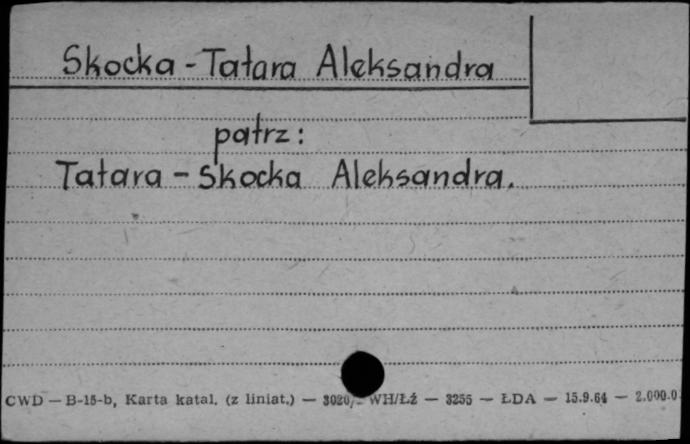 Skocka - Tatara Aleksandra
patrz:
Tatara - Skocka Aleksandra.
CWD — B-15-b, Karta katal. (z liniat.) — 3020/ WH/Łź — 3255 — ŁDA — 15.9.64 — 2.000.0